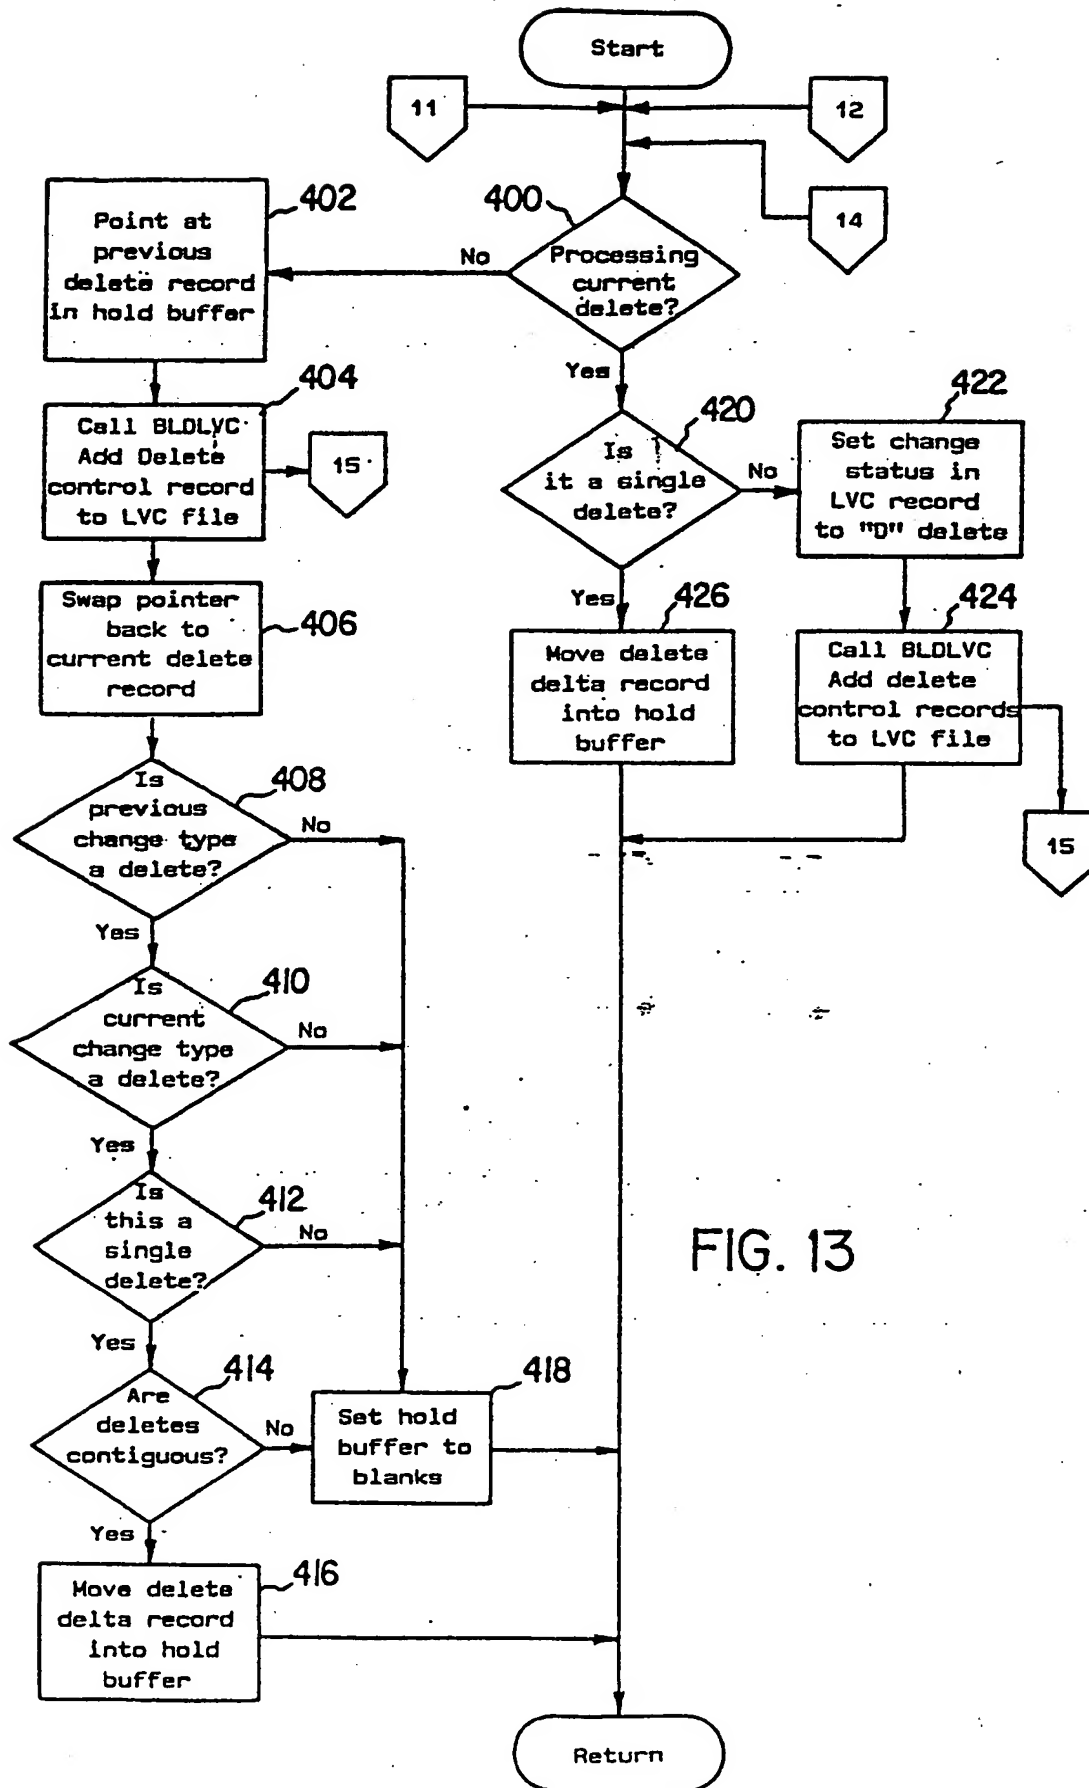 Start
11
12
14
400
Processing
current
delete?
No
Yes
402
Point at
previous
delete record
in hold buffer
404
Call BLDLVC
Add Delete
control record
to LVC file
15
406
Swap pointer
back to
current delete
record
408
Is
previous
change type
a delete?
No
Yes
410
Is
current
change type
a delete?
No
Yes
412
Is
this a
single
delete?
No
Yes
414
Are
deletes
contiguous?
No
Yes
416
Move delete
delta record
into hold
buffer
418
Set hold
buffer to
blanks
420
Is
it a single
delete?
No
Yes
422
Set change
status in
LVC record
to "D" delete
424
Call BLDLVC
Add delete
control records
to LVC file
15
426
Move delete
delta record
into hold
buffer
FIG. 13
Return